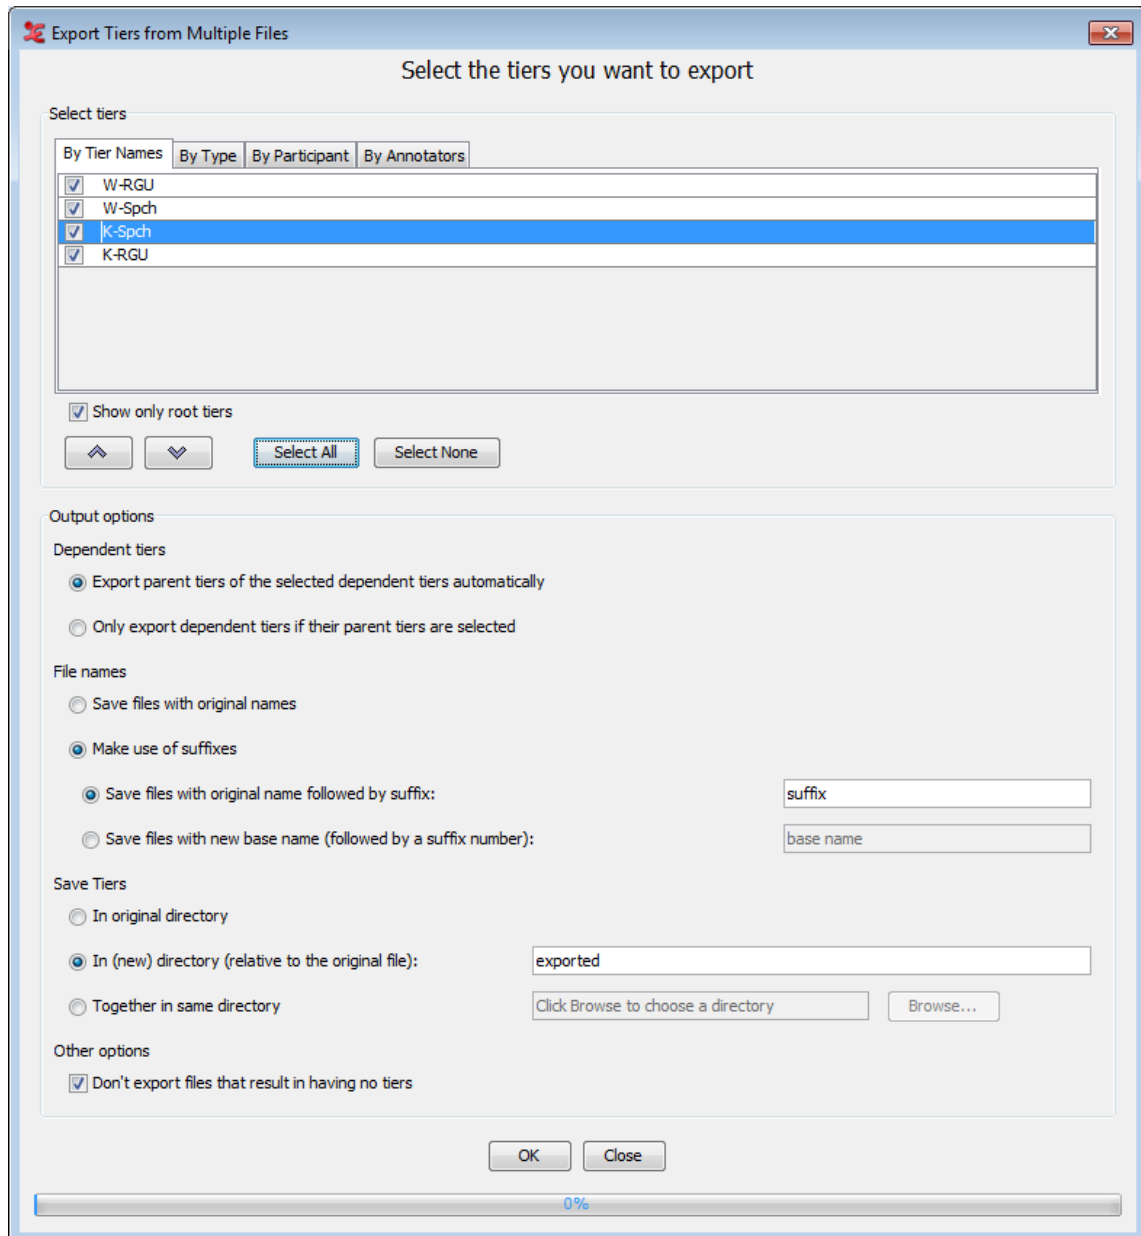 Export Tiers from Multiple Files
Select the tiers you want to export
Select tiers
By Tier Names By Type By Participant By Annotators
W-RGU
W-Spch
K-Spch
K-RGU
Show only root tiers
Select All Select None
Output options
Dependent tiers
Export parent tiers of the selected dependent tiers automatically
Only export dependent tiers if their parent tiers are selected
File names
Save files with original names
Make use of suffixes
Save files with original name followed by suffix: suffix
Save files with new base name (followed by a suffix number): base name
Save Tiers
In original directory
In (new) directory (relative to the original file): exported
Together in same directory Click Browse to choose a directory Browse...
Other options
Don't export files that result in having no tiers
OK Close
0%